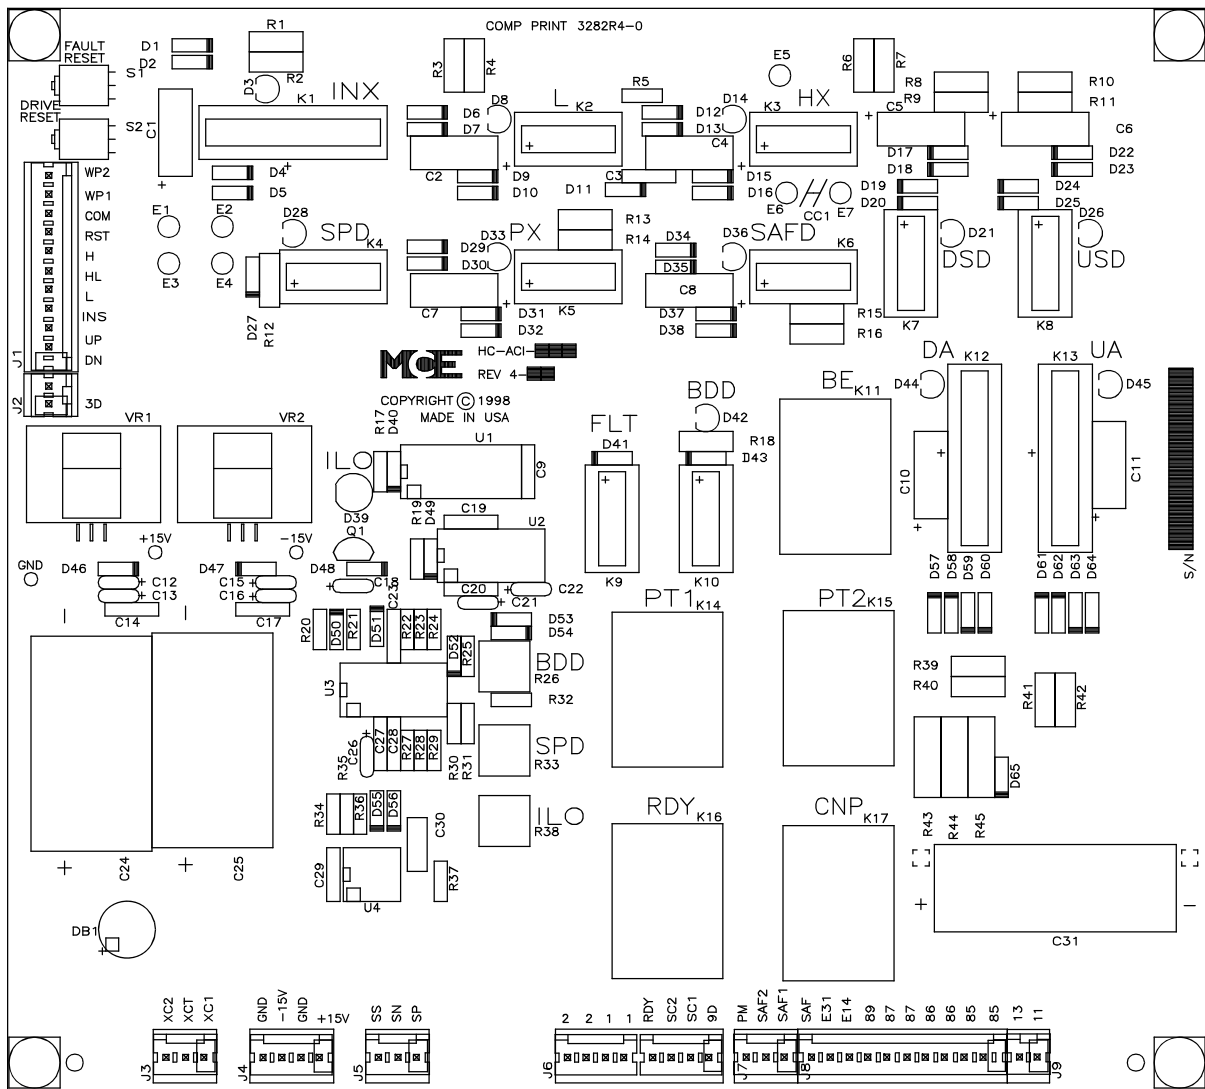 COMP PRINT 3282R4-0
FAULT
RESET
S1
DRIVE
RESET
S2
D1
D2
R1
R2
D3
C1
K1
INX
R3
R4
D6
D7
D8
L
K2
R5
D12
D13
D14
C4
E5
K3
HX
R6
R7
R8
R9
C5
R10
R11
C6
WP2
WP1
COM
RST
H
HL
L
INS
UP
DN
J1
J2
3D
D4
D5
C2
D9
D10
D11
C3
D15
D16
E6
CC1
E7
D17
D18
D19
D20
D22
D23
D24
D25
E1
E2
E3
E4
D28
SPD
K4
D27
R12
D29
D30
D33
PX
R13
R14
K5
C7
D31
D32
D34
D35
D36
C8
D37
D38
SAFD
K6
R15
R16
D21
DSD
K7
D26
USD
K8
MCE
HC-ACI-
REV 4-
COPYRIGHT © 1998
MADE IN USA
VR1
VR2
R17
D40
U1
C9
ILO
D39
R19
D49
C19
U2
Q1
FLT
D41
K9
BDD
D42
R18
D43
K10
BE
K11
DA
K12
D44
C10
K13
UA
D45
C11
S/N
GND
+15V
-15V
D46
C12
C13
C14
D47
C15
C16
C17
D48
C18
C20
C21
C22
D57
D58
D59
D60
D61
D62
D63
D64
R20
D50
R21
D51
C23
R22
R23
R24
D52
R25
D53
D54
BDD
R26
R32
U3
PT1
K14
PT2
K15
R39
R40
R41
R42
R35
C26
C27
C28
R27
R28
R29
R30
R31
SPD
R33
D65
R43
R44
R45
R34
R36
D55
D56
C30
ILO
R38
RDY
K16
CNP
K17
C24
C25
C29
U4
R37
C31
DB1
J3
XC2
XCT
XC1
J4
GND
-15V
GND
+15V
J5
SS
SN
SP
J6
2
2
1
1
RDY
SC2
SC1
9D
J7
PM
SAF2
SAF1
J8
SAF
E31
E14
89
87
87
86
86
85
85
13
11
J9